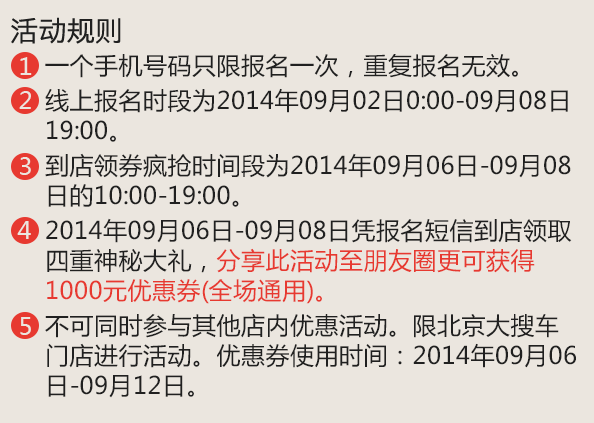 活动规则
1 一个手机号码只限报名一次，重复报名无效。
2 线上报名时段为2014年09月02日0:00-09月08日
19:00。
3 到店领券疯抢时间段为2014年09月06日-09月08
日的10:00-19:00。
4 2014年09月06日-09月08日凭报名短信到店领取
四重神秘大礼，分享此活动至朋友圈更可获得
1000元优惠券(全场通用)。
5 不可同时参与其他店内优惠活动。限北京大搜车
门店进行活动。优惠券使用时间：2014年09月06
日-09月12日。